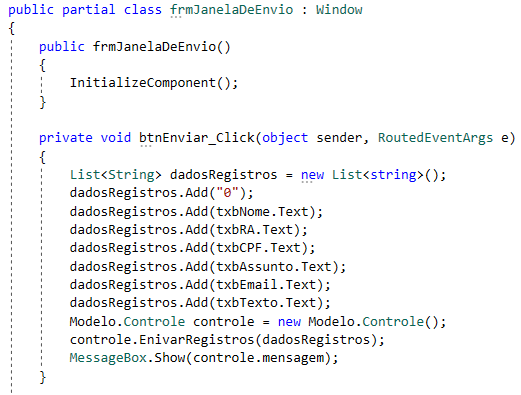 public partial class frmJanelaDeEnvio : Window
{
public frmJanelaDeEnvio()
{
InitializeComponent();
}
private void btnEnviar_Click(object sender, RoutedEventArgs e)
{
List<String> dadosRegistros = new List<string>();
dadosRegistros.Add("0");
dadosRegistros.Add(txbNome.Text);
dadosRegistros.Add(txbRA.Text);
dadosRegistros.Add(txbCPF.Text);
dadosRegistros.Add(txbAssunto.Text);
dadosRegistros.Add(txbEmail.Text);
dadosRegistros.Add(txbTexto.Text);
Modelo.Controle controle = new Modelo.Controle();
controle.EnivarRegistros(dadosRegistros);
MessageBox.Show(controle.mensagem);
}